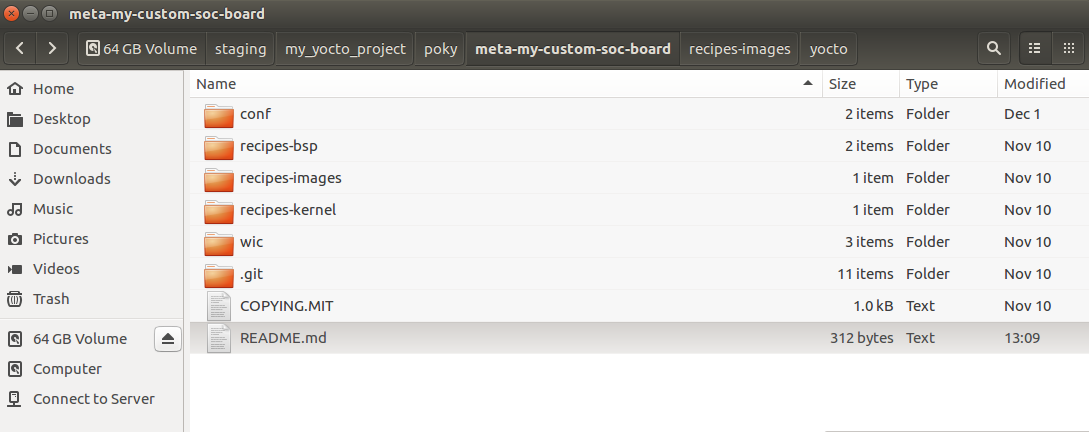 meta-my-custom-soc-board
64 GB Volume staging my_yocto_project poky meta-my-custom-soc-board recipes-images yocto
Home
Desktop
Documents
Downloads
Music
Pictures
Videos
Trash
64 GB Volume
Computer
Connect to Server
Name Size Type Modified
conf 2 items Folder Dec 1
recipes-bsp 2 items Folder Nov 10
recipes-images 1 item Folder Nov 10
recipes-kernel 1 item Folder Nov 10
wic 3 items Folder Nov 10
.git 11 items Folder Nov 10
COPYING.MIT 1.0 kB Text Nov 10
README.md 312 bytes Text 13:09